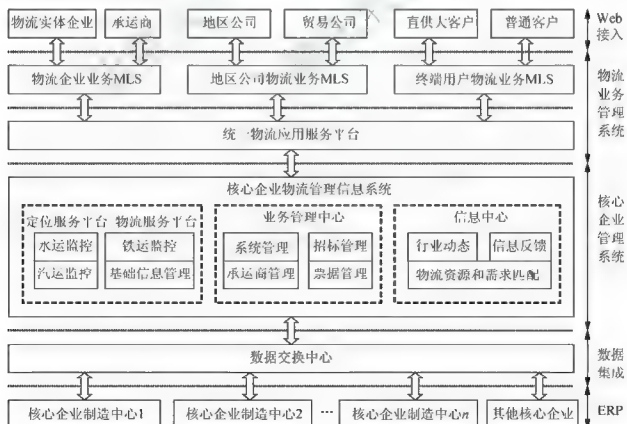 物流实体企业 承运商 地区公司 贸易公司 直供大客户 普通客户 Web
接入
物流企业业务MLS 地区公司物流业务MLS 终端用户物流业务MLS
物流
业务
管理
系统
统一物流应用服务平台
核心企业物流管理信息系统
定位服务平台 物流服务平台 业务管理中心 信息中心
水运监控 铁运监控 系统管理 招标管理 行业动态 信息反馈
汽运监控 基础信息管理 承运商管理 票据管理 物流资源和需求匹配
核心
企业
管理
系统
数据交换中心
数据
集成
核心企业制造中心1 核心企业制造中心2 … 核心企业制造中心n 其他核心企业 ERP